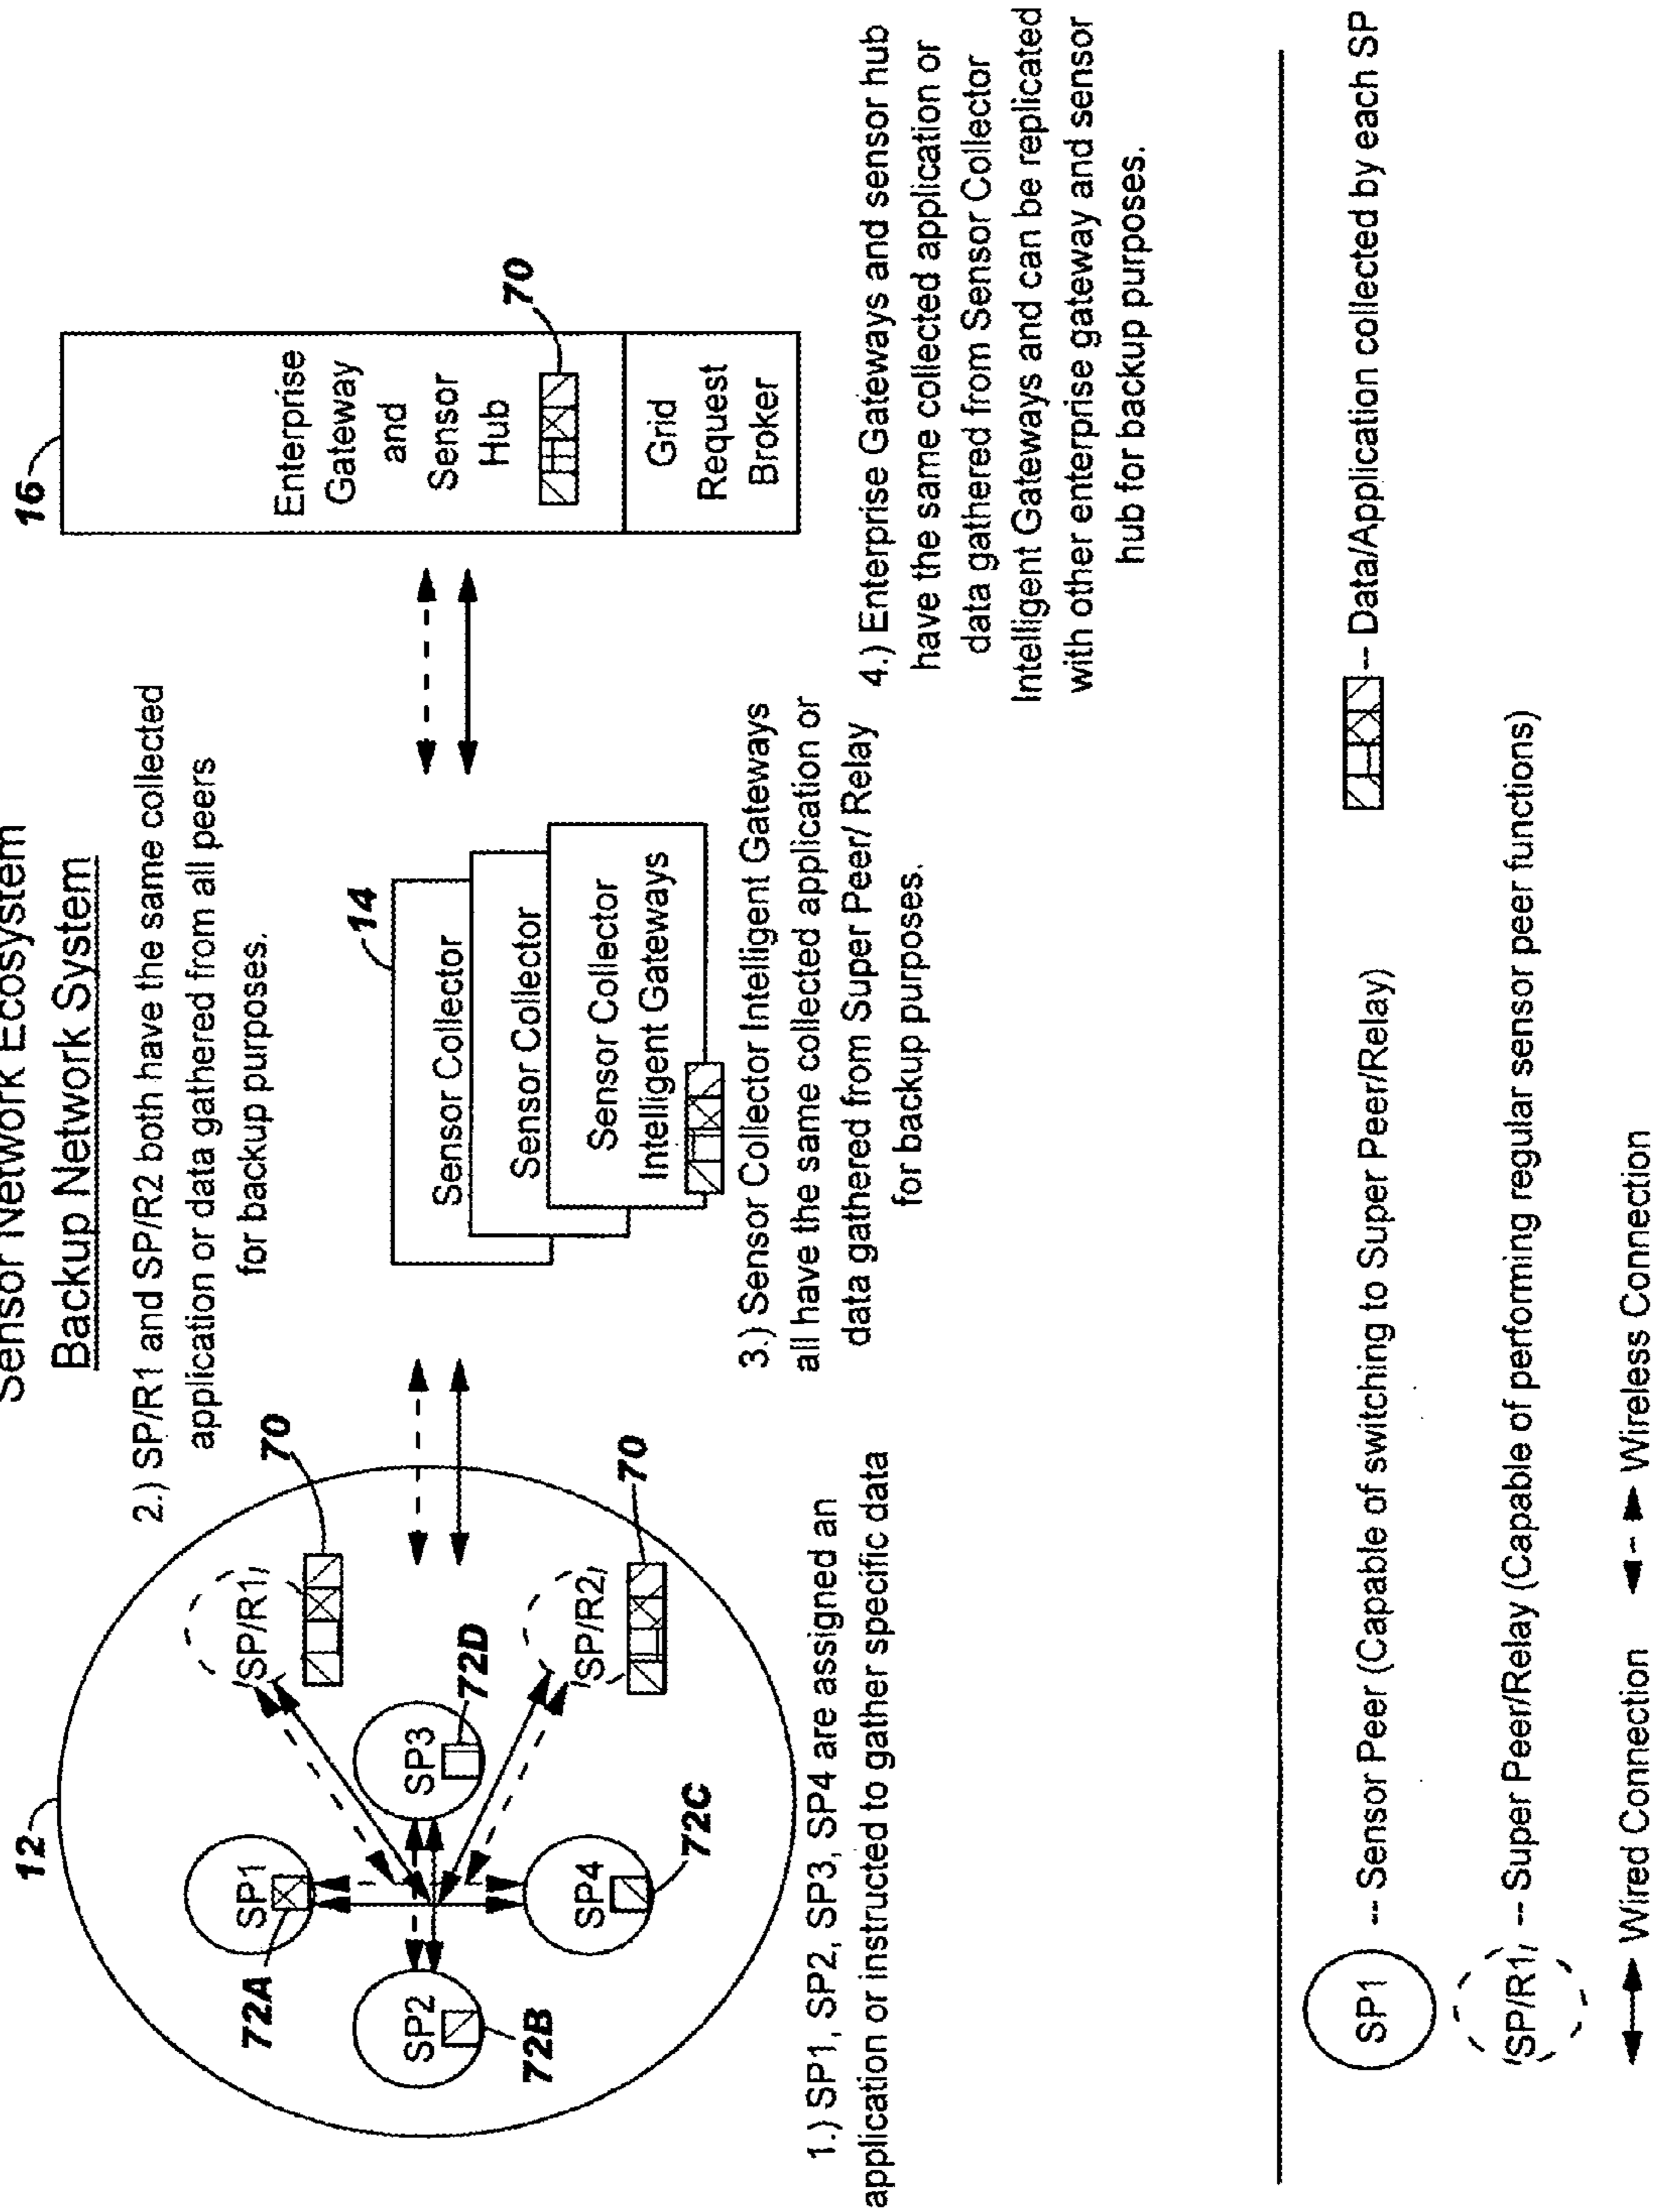 Sensor Network Ecosystem
Backup Network System
2.) SP/R1 and SP/R2 both have the same collected
application or data gathered from all peers
for backup purposes.
12
SP1
72A
SP2
72B
SP3
72D
SP4
72C
SP/R1
70
SP/R2
70
14
Sensor Collector
Sensor Collector
Sensor Collector
Intelligent Gateways
16
Enterprise
Gateway
and
Sensor
Hub
70
Grid
Request
Broker
1.) SP1, SP2, SP3, SP4 are assigned an
application or instructed to gather specific data
3.) Sensor Collector Intelligent Gateways
all have the same collected application or
data gathered from Super Peer/ Relay
for backup purposes.
4.) Enterprise Gateways and sensor hub
have the same collected application or
data gathered from Sensor Collector
Intelligent Gateways and can be replicated
with other enterprise gateway and sensor
hub for backup purposes.
SP1 -- Sensor Peer (Capable of switching to Super Peer/Relay)
-- Data/Application collected by each SP
SP/R1 -- Super Peer/Relay (Capable of performing regular sensor peer functions)
Wired Connection
Wireless Connection